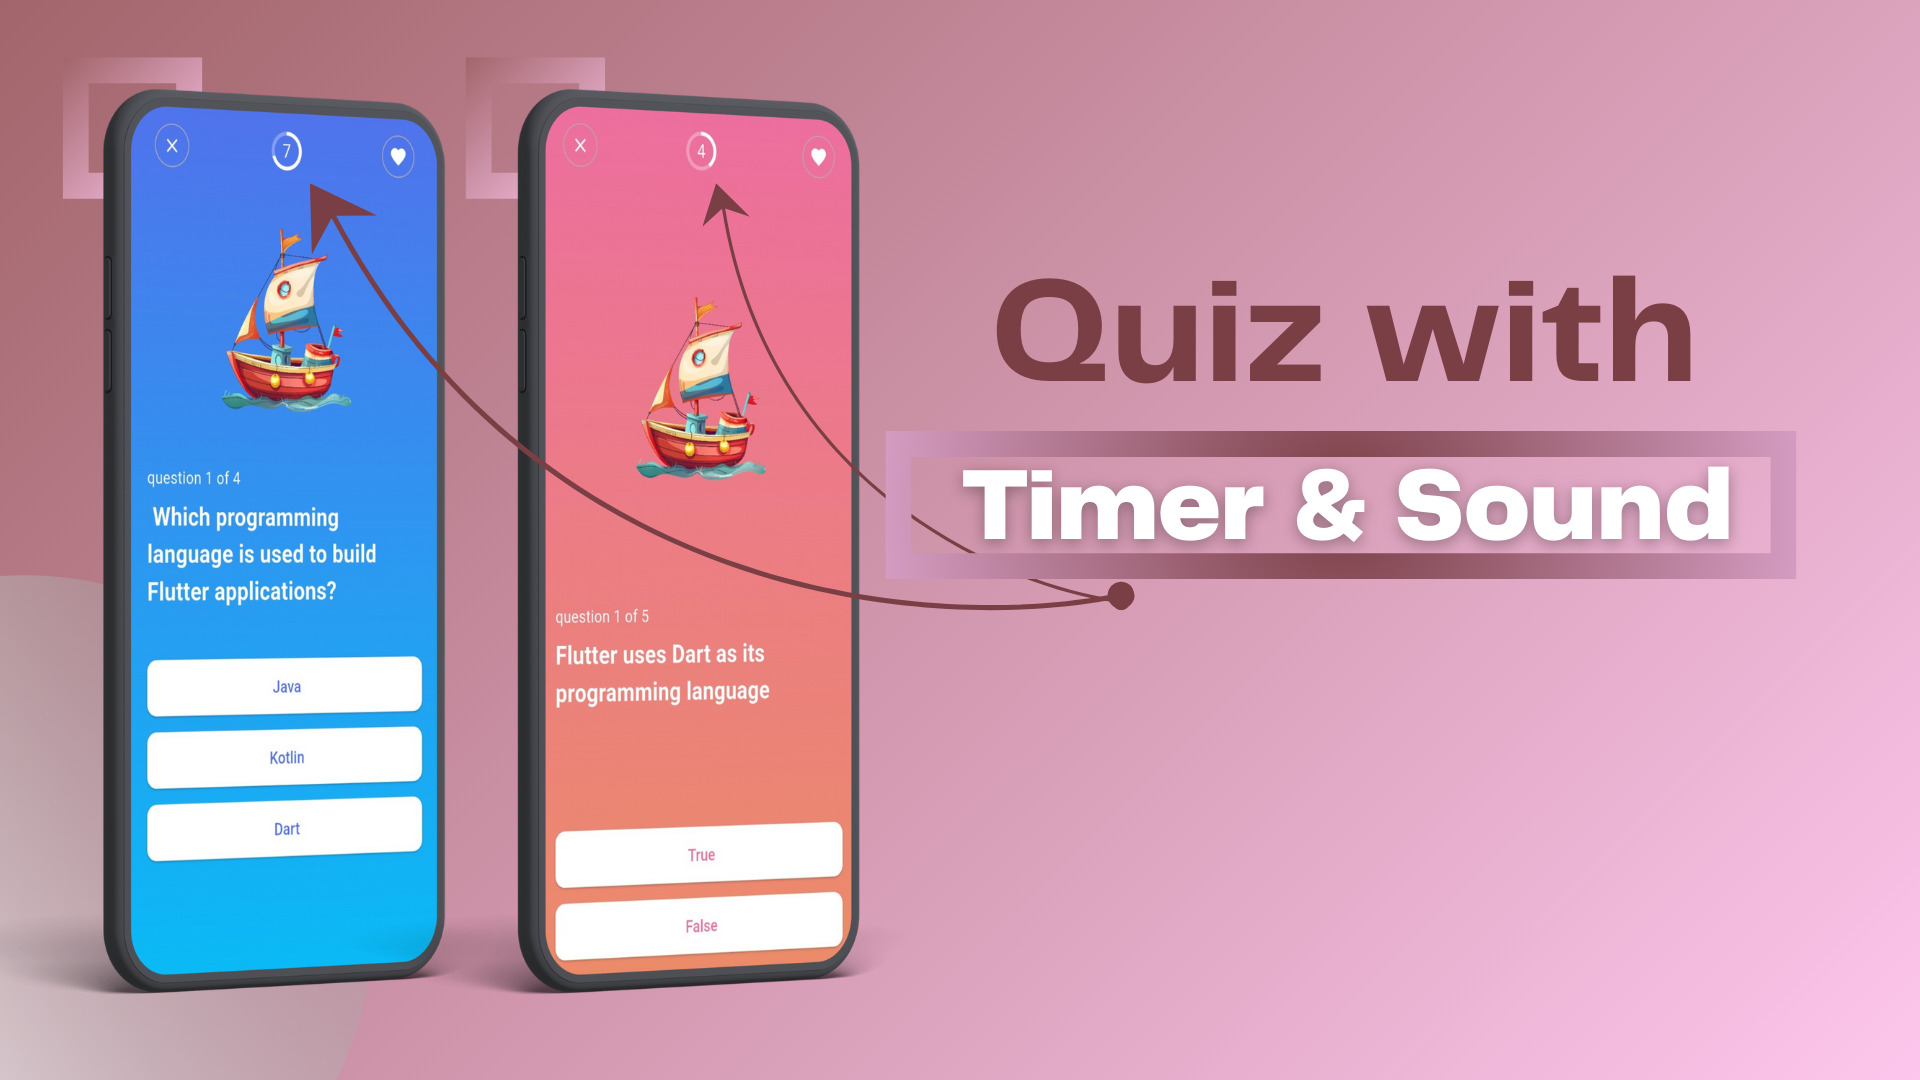 7
question 1 of 4
Which programming
language is used to build
Flutter applications?
Java
Kotlin
Dart
4
question 1 of 5
Flutter uses Dart as its
programming language
True
False
Quiz with
Timer & Sound